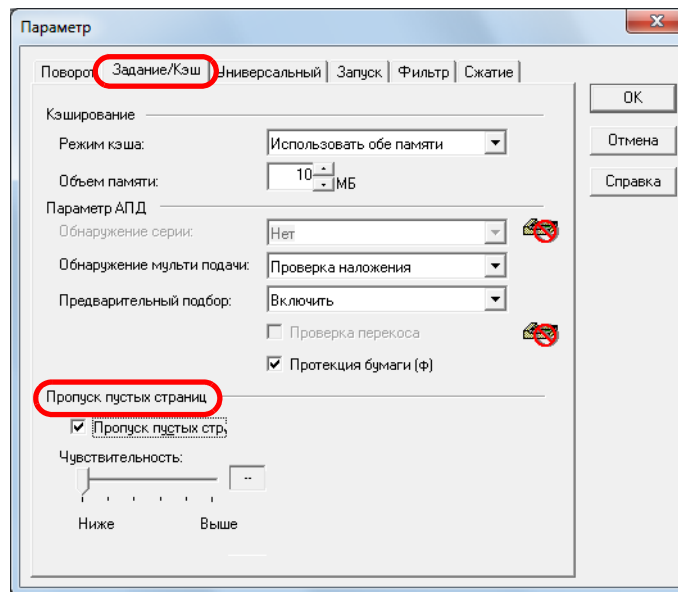 Параметр
Поворот Задание/Кэш Универсальный Запуск Фильтр Сжатие
OK
Отмена
Справка
Кэширование
Режим кэша: Использовать обе памяти
Объем памяти: 10 МБ
Параметр АПД
Обнаружение серии: Нет
Обнаружение мульти подачи: Проверка наложения
Предварительный подбор: Включить
Проверка перекоса
Протекция бумаги (ф)
Пропуск пустых страниц
Пропуск пустых стр,
Чувствительность:
--
Ниже Выше